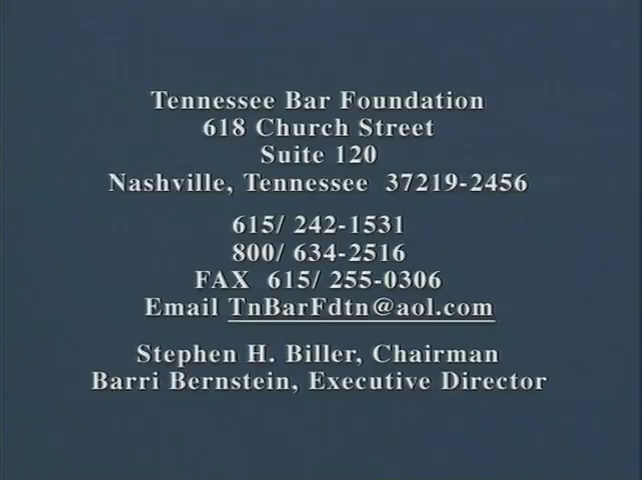 Tennessee Bar Foundation
618 Church Street
Suite 120
Nashville, Tennessee 37219-2456
615/ 242-1531
800/ 634-2516
FAX 615/ 255-0306
Email TnBarFdtn@aol.com
Stephen H. Biller, Chairman
Barri Bernstein, Executive Director